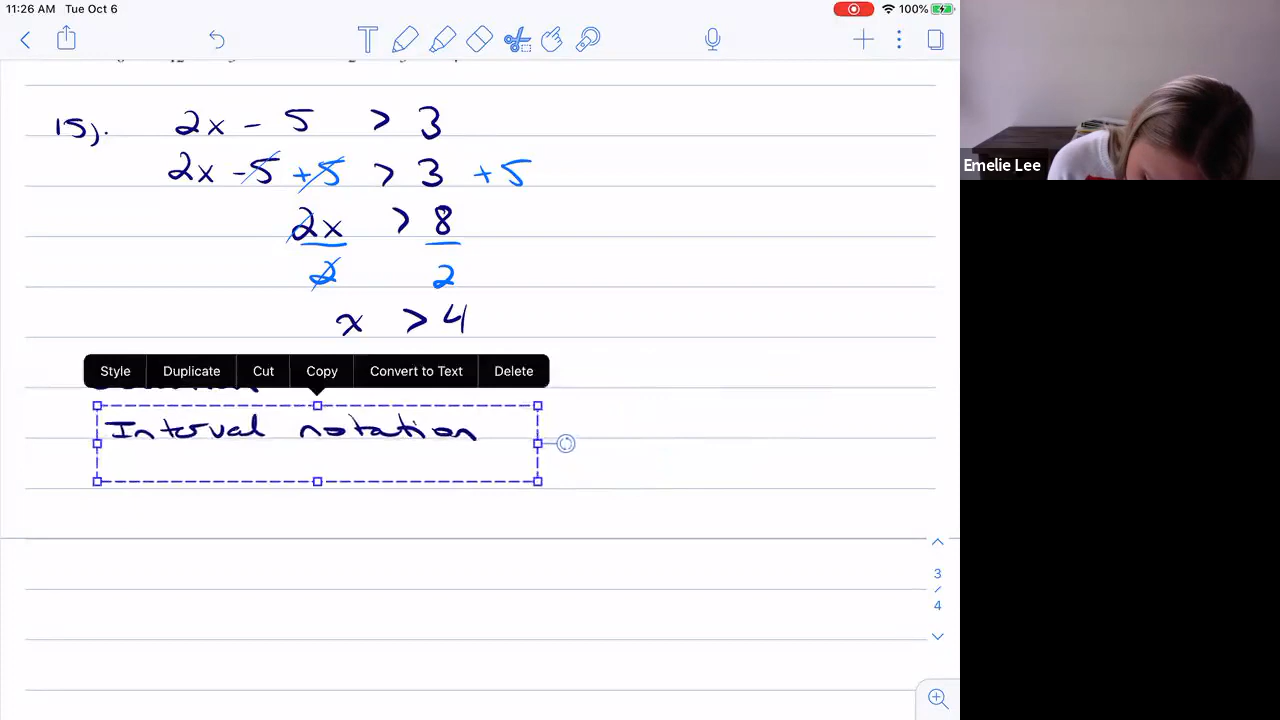 11:26 AM Tue Oct 6
100%
15). 2x - 5 > 3
2x - 5 + 5 > 3 + 5
2x > 8
2 2
x > 4
Style Duplicate Cut Copy Convert to Text Delete
Interval notation
3
/
4
Emelie Lee